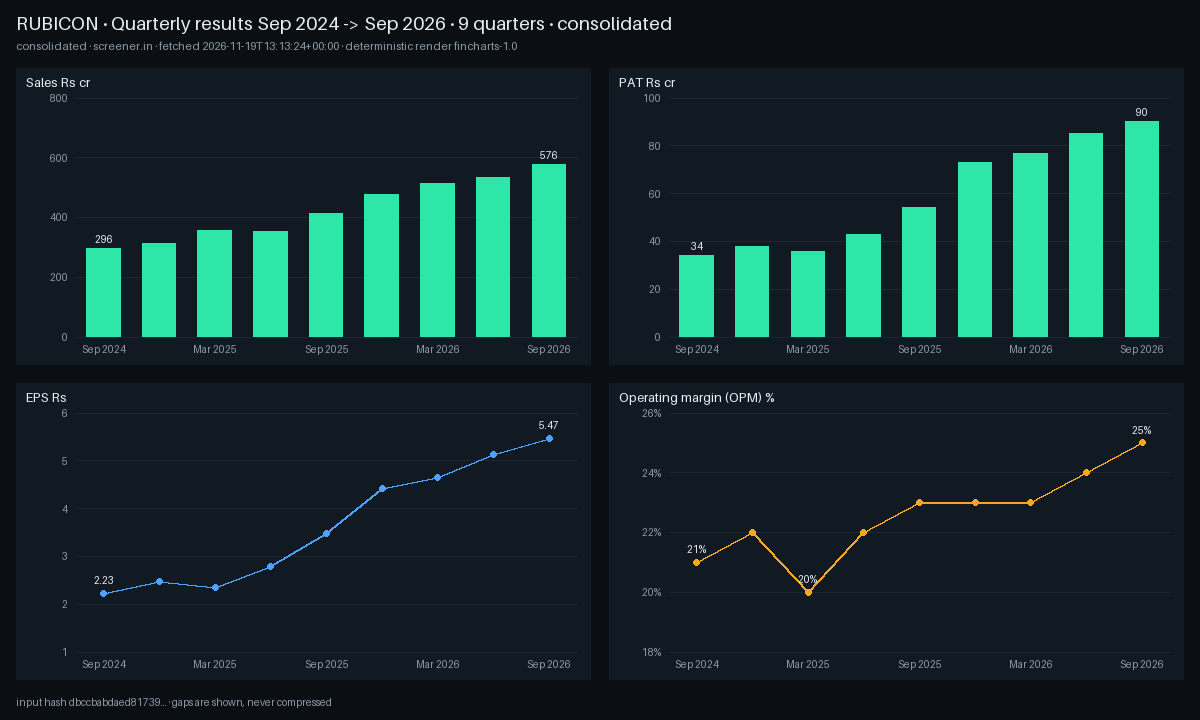 RUBICON · Quarterly results Sep 2024 -> Sep 2026 · 9 quarters · consolidated
consolidated · screener.in · fetched 2026-11-19T13:13:24+00:00 · deterministic render fincharts-1.0
Sales Rs cr
800
600
400
200
0
296
576
Sep 2024
Mar 2025
Sep 2025
Mar 2026
Sep 2026
PAT Rs cr
100
80
60
40
20
0
34
90
Sep 2024
Mar 2025
Sep 2025
Mar 2026
Sep 2026
EPS Rs
6
5
4
3
2
1
2.23
5.47
Sep 2024
Mar 2025
Sep 2025
Mar 2026
Sep 2026
Operating margin (OPM) %
26%
24%
22%
20%
18%
21%
20%
25%
Sep 2024
Mar 2025
Sep 2025
Mar 2026
Sep 2026
input hash dbccbabdaed81739… · gaps are shown, never compressed